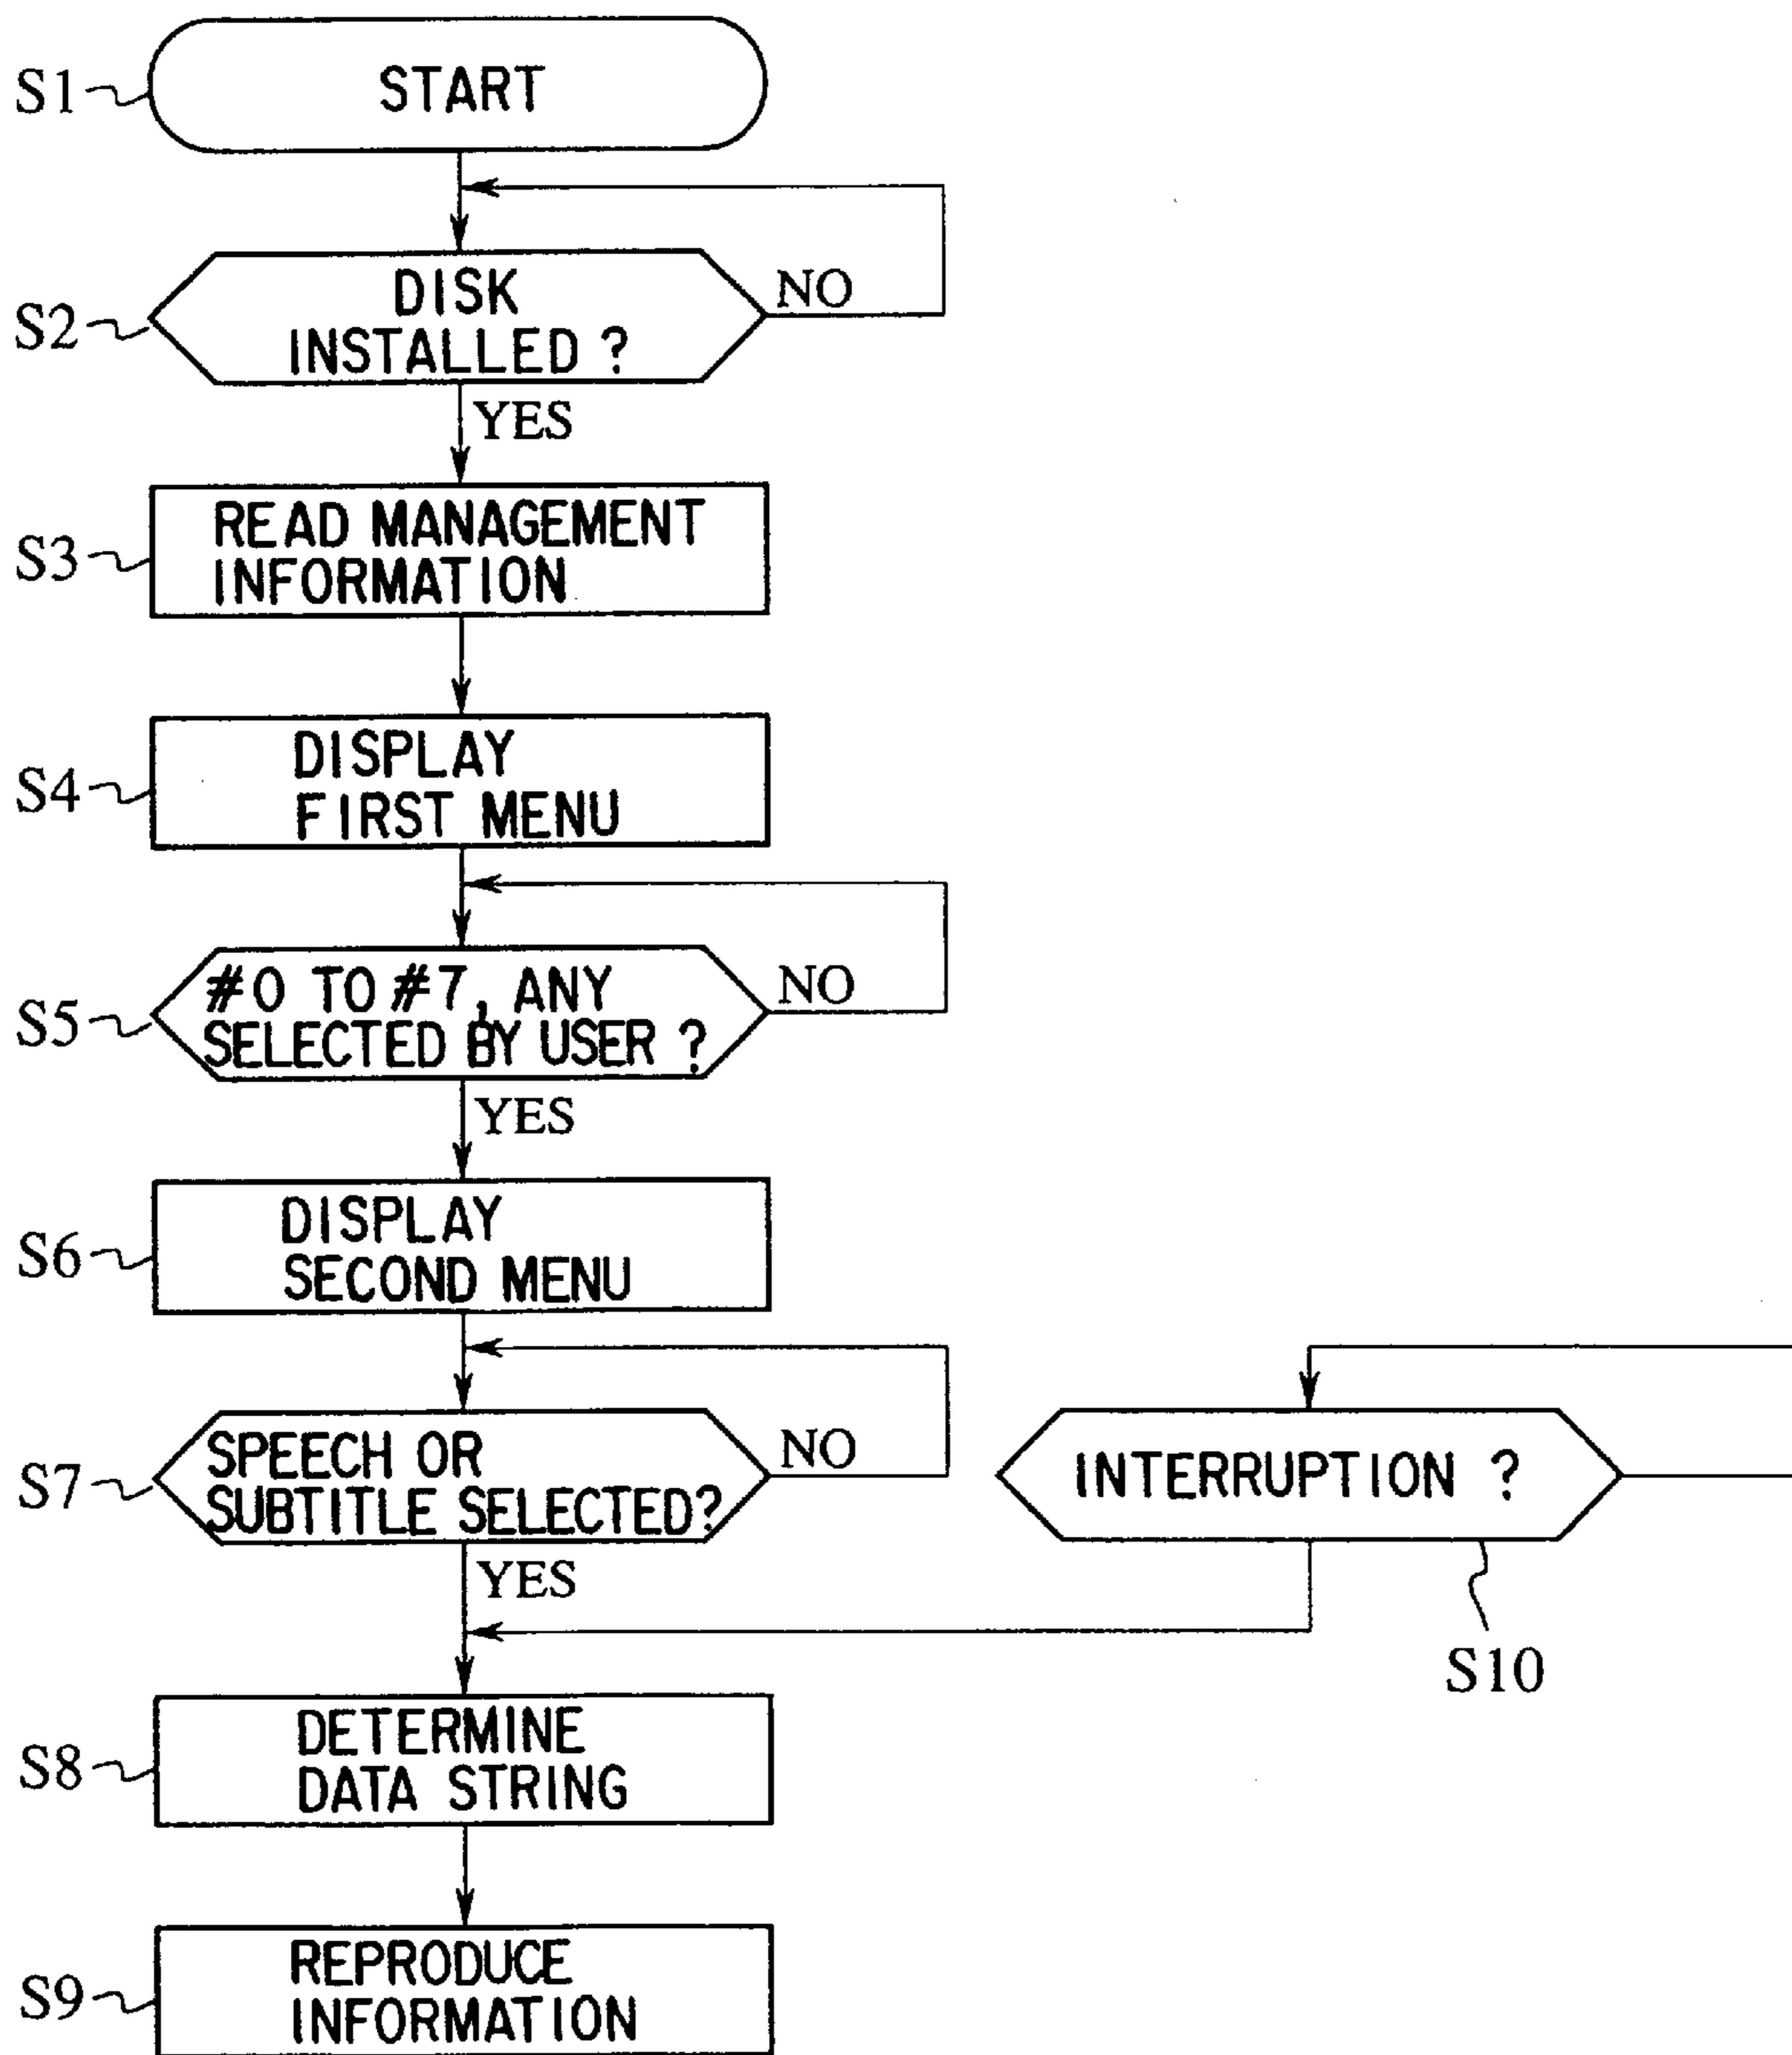 S1
START
S2
DISK
INSTALLED ?
NO
YES
S3
READ MANAGEMENT
INFORMATION
S4
DISPLAY
FIRST MENU
S5
#0 TO #7, ANY
SELECTED BY USER ?
NO
YES
S6
DISPLAY
SECOND MENU
S7
SPEECH OR
SUBTITLE SELECTED?
NO
YES
INTERRUPTION ?
S10
S8
DETERMINE
DATA STRING
S9
REPRODUCE
INFORMATION